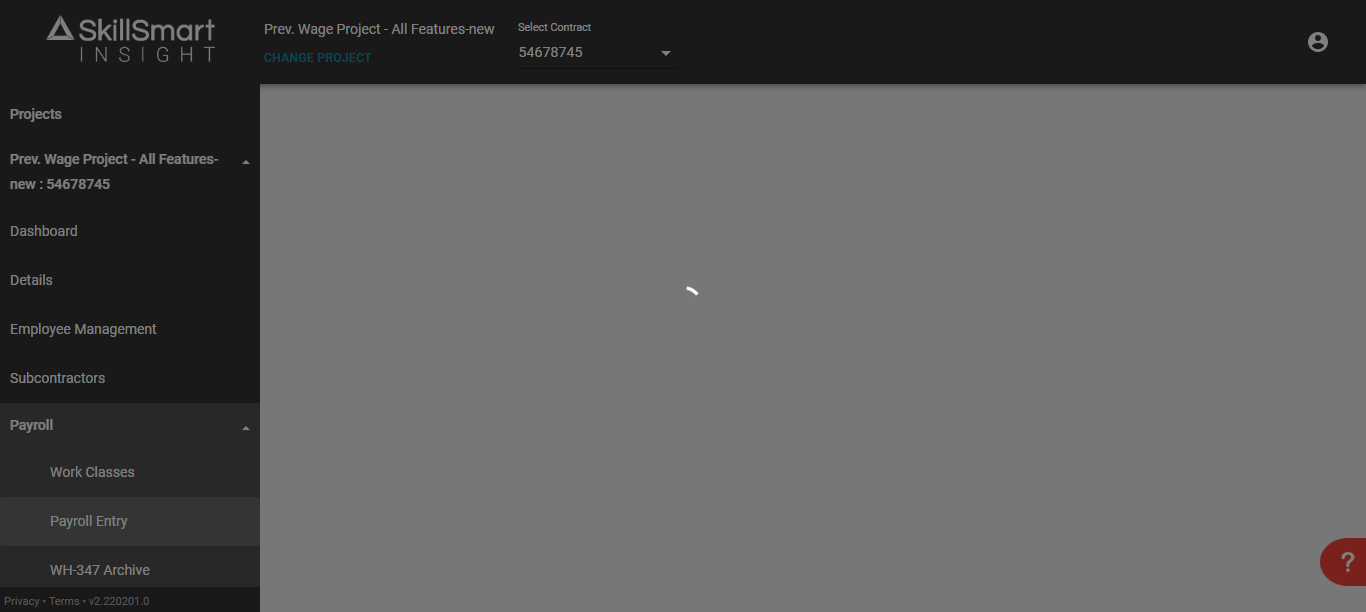 SkillSmart
INSIGHT
Prev. Wage Project - All Features-new
CHANGE PROJECT
Select Contract
54678745
Projects
Prev. Wage Project - All Features-
new : 54678745
Dashboard
Details
Employee Management
Subcontractors
Payroll
Work Classes
Payroll Entry
WH-347 Archive
Privacy • Terms • v2.220201.0
?